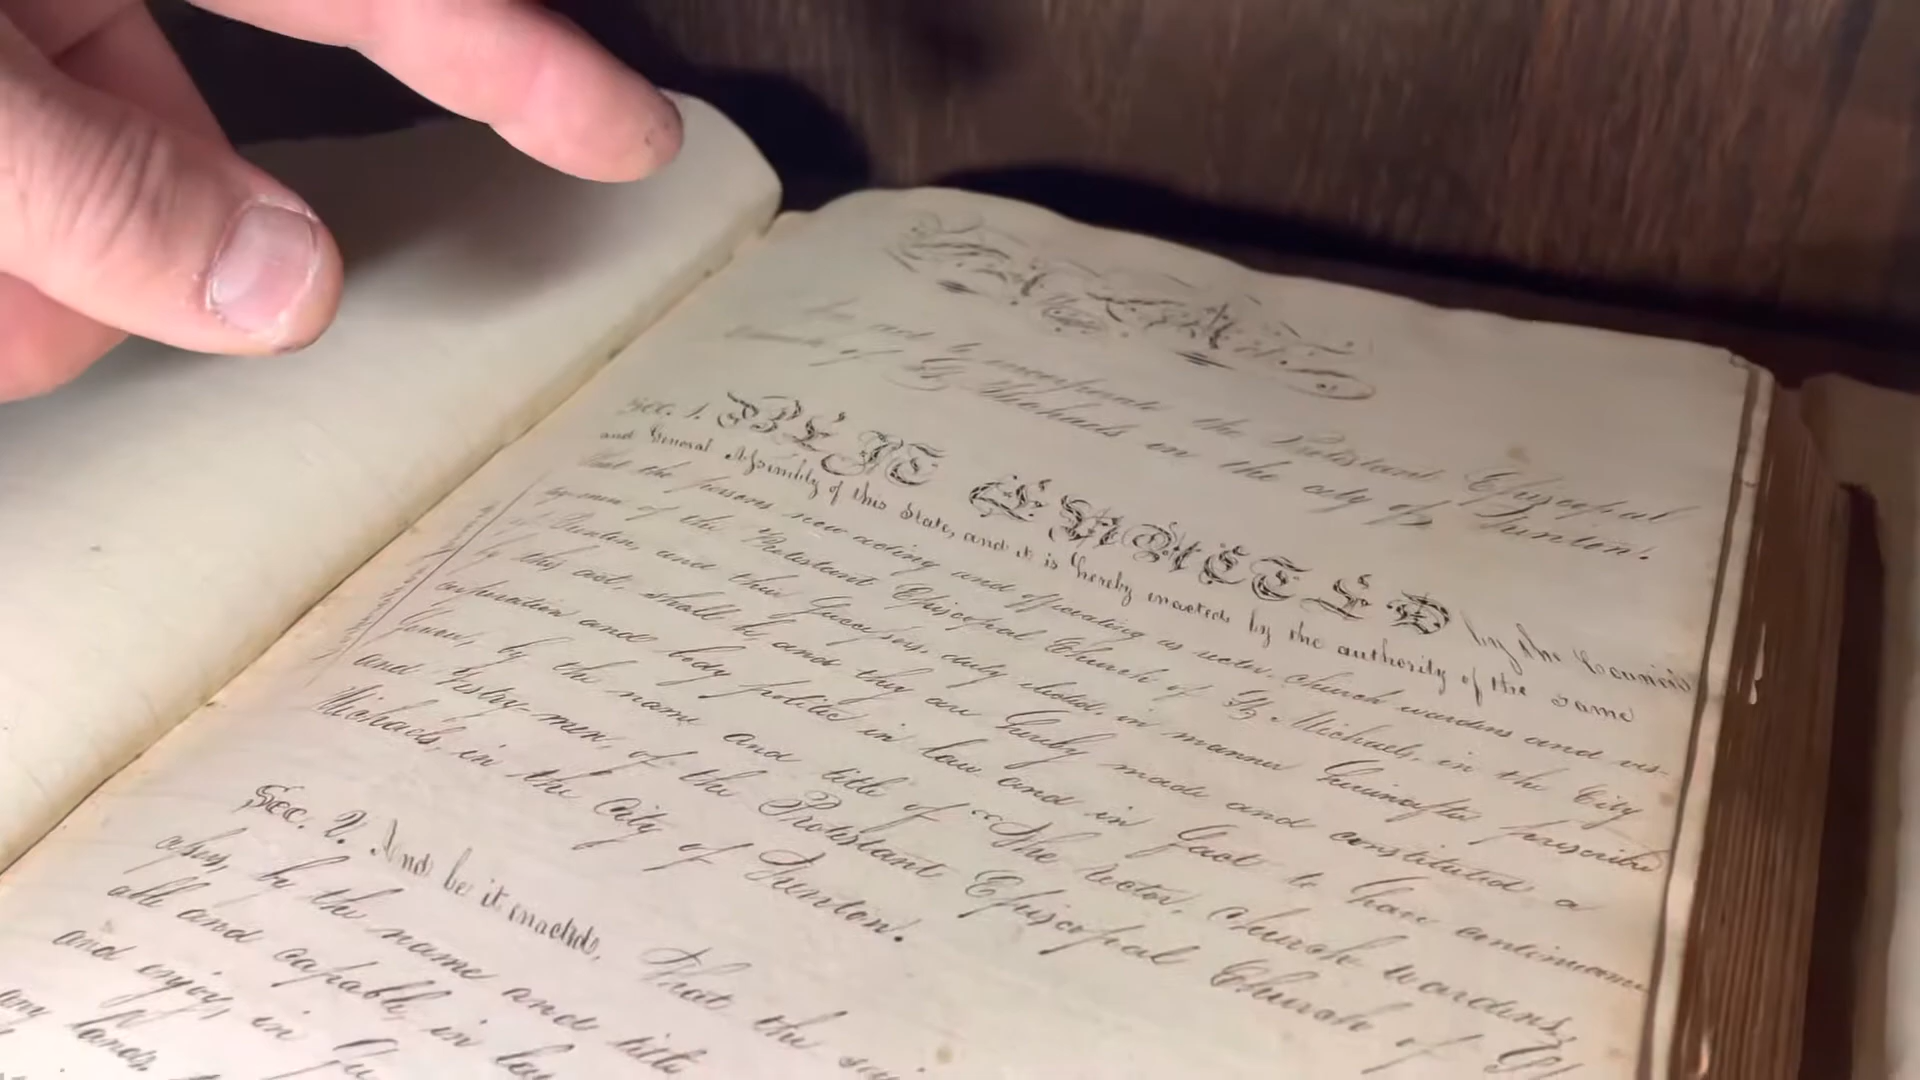 An act to incorporate the Protestant Episcopal
Church of St Michaels in the city of Trenton.
Sec. 1. BE IT ENACTED by the Council
and General Assembly of this State, and it is hereby enacted by the authority of the same
that the persons now acting and officiating as rector, church wardens and ves-
try-men of the Protestant Episcopal Church of St Michaels, in the City
of Trenton, and their Successors, duly elected, in manner hereinafter prescribed
by this act, shall be and they are hereby made and constituted a
corporation and body politic in law and in fact to have continuance
forever, by the name and title of "The rector, church wardens,
and vestry-men, of the Protestant Episcopal Church of St
Michaels, in the City of Trenton.
Sec. 2. And be it enacted, That the said
by the name and title
able and capable in law
and enjoy, in
any lands,